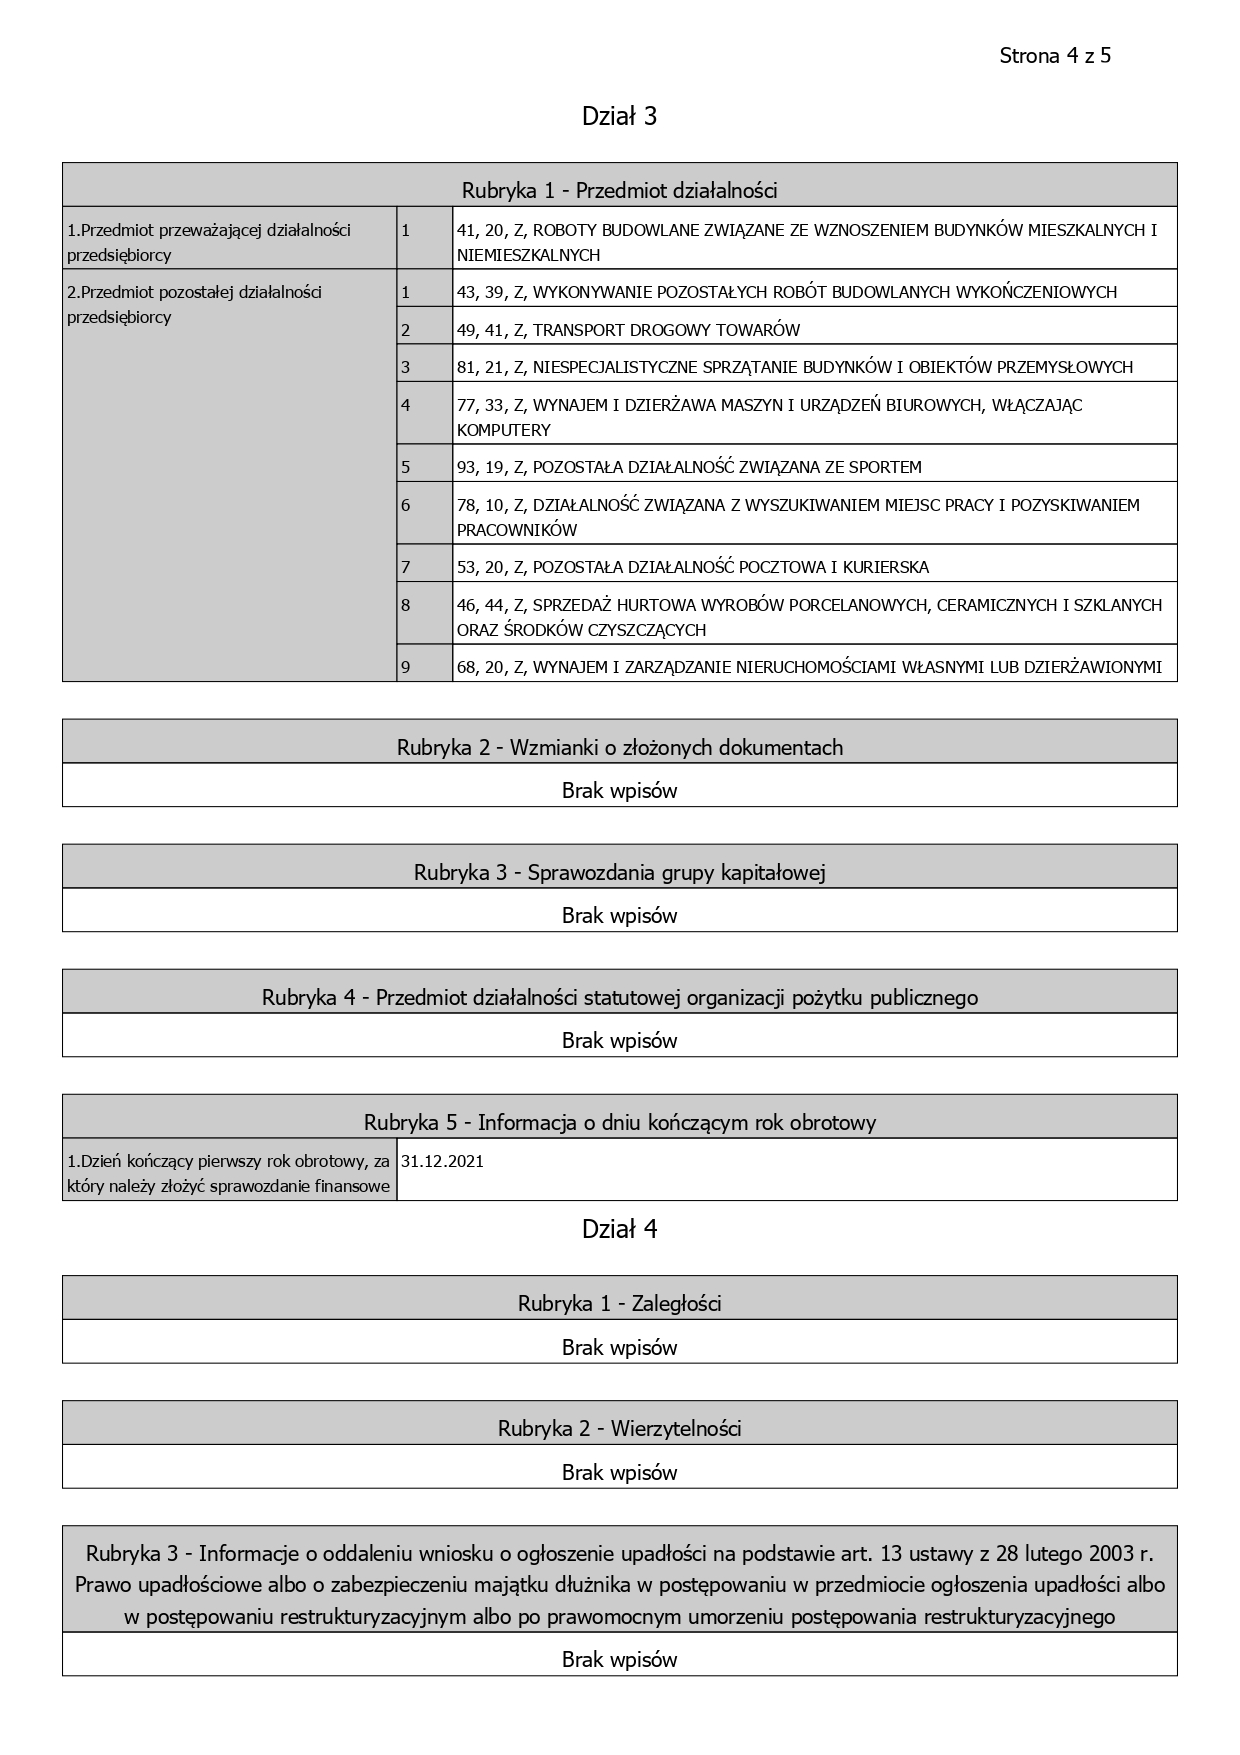 Strona 4 z 5
Dział 3
Rubryka 1 - Przedmiot działalności
1.Przedmiot przeważającej działalności
przedsiębiorcy
1
41, 20, Z, ROBOTY BUDOWLANE ZWIĄZANE ZE WZNOSZENIEM BUDYNKÓW MIESZKALNYCH I
NIEMIESZKALNYCH
2.Przedmiot pozostałej działalności
przedsiębiorcy
1
43, 39, Z, WYKONYWANIE POZOSTAŁYCH ROBÓT BUDOWLANYCH WYKOŃCZENIOWYCH
2
49, 41, Z, TRANSPORT DROGOWY TOWARÓW
3
81, 21, Z, NIESPECJALISTYCZNE SPRZĄTANIE BUDYNKÓW I OBIEKTÓW PRZEMYSŁOWYCH
4
77, 33, Z, WYNAJEM I DZIERŻAWA MASZYN I URZĄDZEŃ BIUROWYCH, WŁĄCZAJĄC
KOMPUTERY
5
93, 19, Z, POZOSTAŁA DZIAŁALNOŚĆ ZWIĄZANA ZE SPORTEM
6
78, 10, Z, DZIAŁALNOŚĆ ZWIĄZANA Z WYSZUKIWANIEM MIEJSC PRACY I POZYSKIWANIEM
PRACOWNIKÓW
7
53, 20, Z, POZOSTAŁA DZIAŁALNOŚĆ POCZTOWA I KURIERSKA
8
46, 44, Z, SPRZEDAŻ HURTOWA WYROBÓW PORCELANOWYCH, CERAMICZNYCH I SZKLANYCH
ORAZ ŚRODKÓW CZYSZCZĄCYCH
9
68, 20, Z, WYNAJEM I ZARZĄDZANIE NIERUCHOMOŚCIAMI WŁASNYMI LUB DZIERŻAWIONYMI
Rubryka 2 - Wzmianki o złożonych dokumentach
Brak wpisów
Rubryka 3 - Sprawozdania grupy kapitałowej
Brak wpisów
Rubryka 4 - Przedmiot działalności statutowej organizacji pożytku publicznego
Brak wpisów
Rubryka 5 - Informacja o dniu kończącym rok obrotowy
1.Dzień kończący pierwszy rok obrotowy, za
który należy złożyć sprawozdanie finansowe
31.12.2021
Dział 4
Rubryka 1 - Zaległości
Brak wpisów
Rubryka 2 - Wierzytelności
Brak wpisów
Rubryka 3 - Informacje o oddaleniu wniosku o ogłoszenie upadłości na podstawie art. 13 ustawy z 28 lutego 2003 r.
Prawo upadłościowe albo o zabezpieczeniu majątku dłużnika w postępowaniu w przedmiocie ogłoszenia upadłości albo
w postępowaniu restrukturyzacyjnym albo po prawomocnym umorzeniu postępowania restrukturyzacyjnego
Brak wpisów